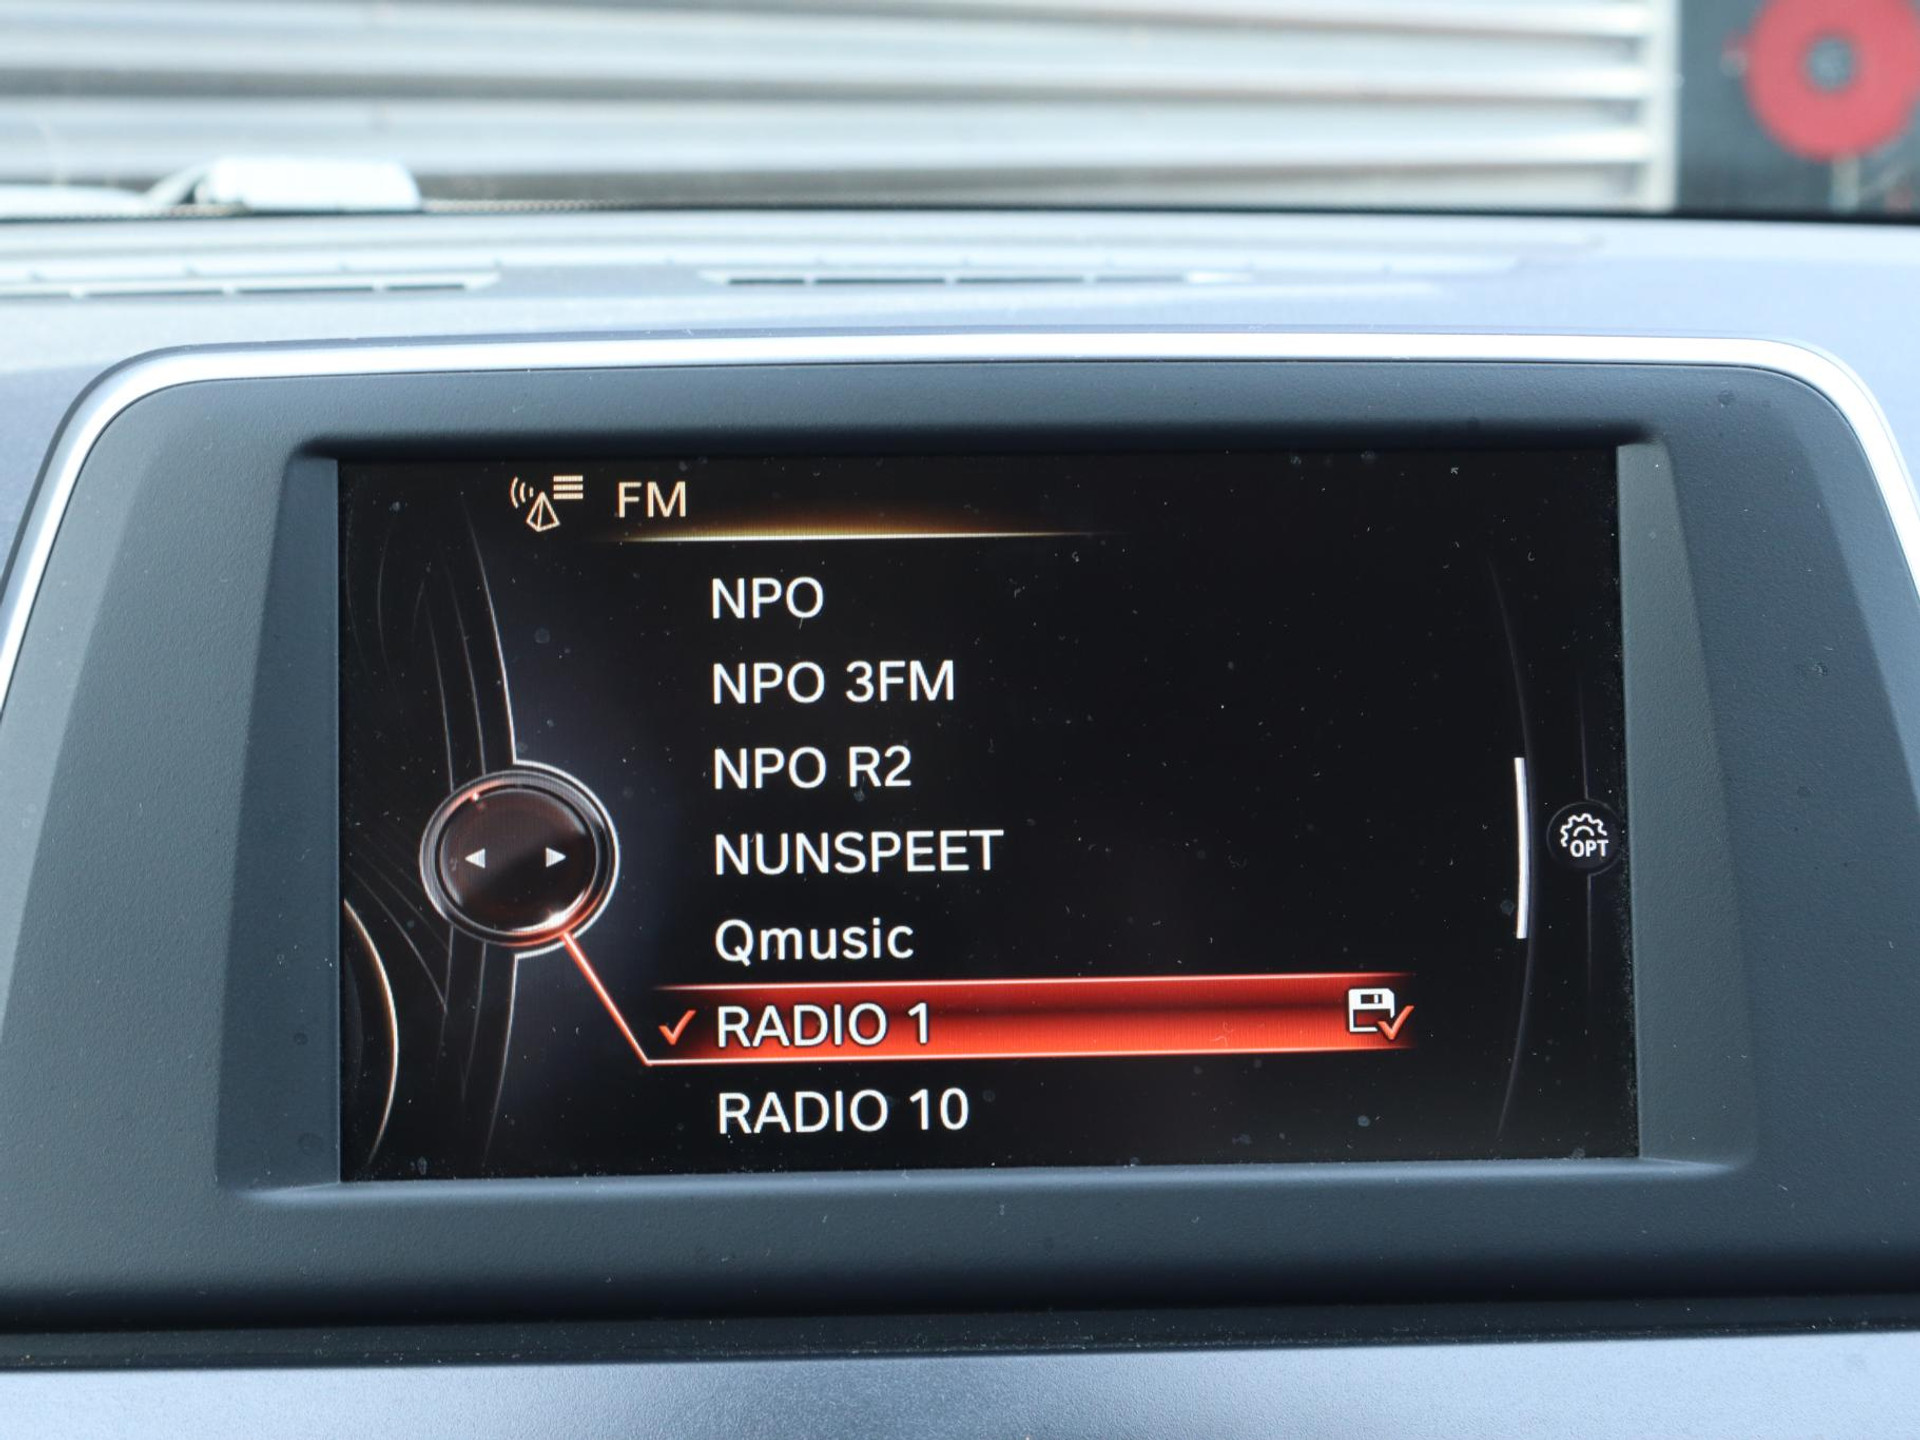 FM
NPO
NPO 3FM
NPO R2
NUNSPEET
Qmusic
RADIO 1
RADIO 10
OPT